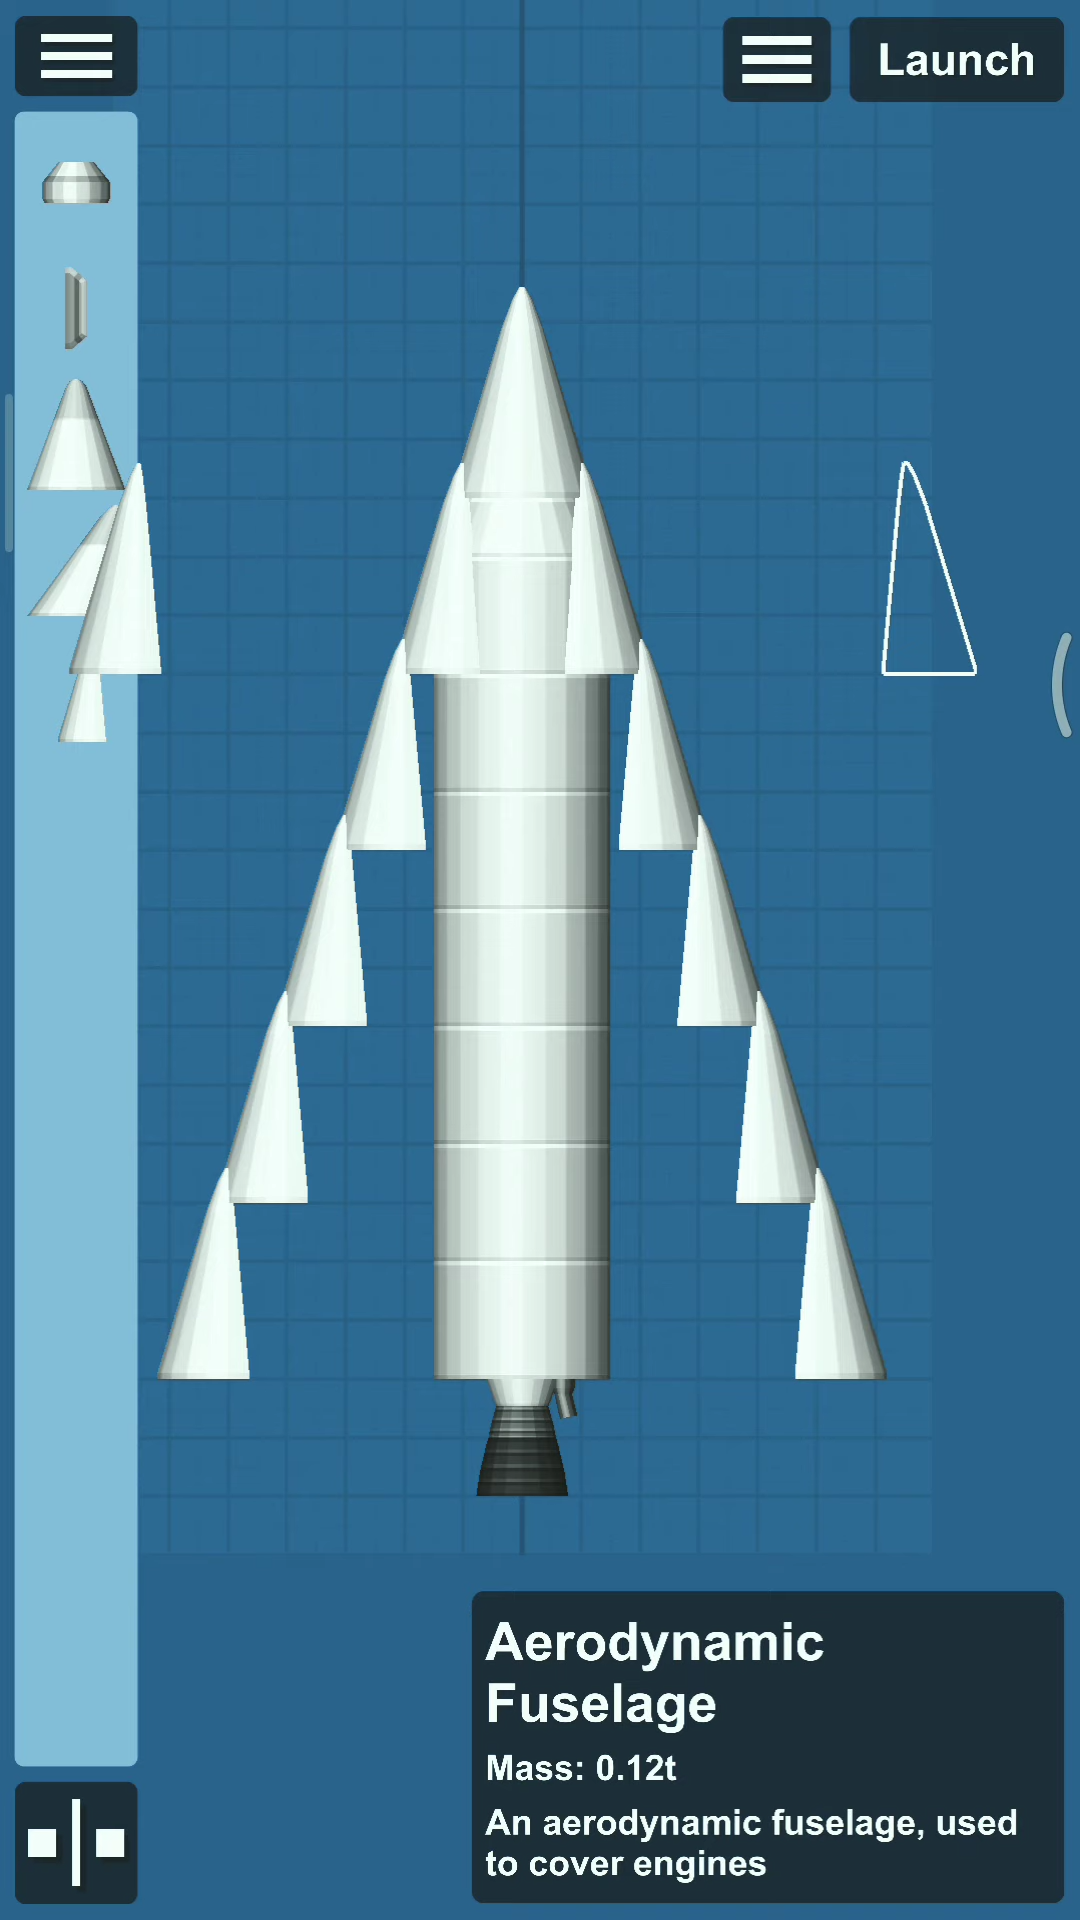 Launch
Aerodynamic
Fuselage
Mass: 0.12t
An aerodynamic fuselage, used
to cover engines